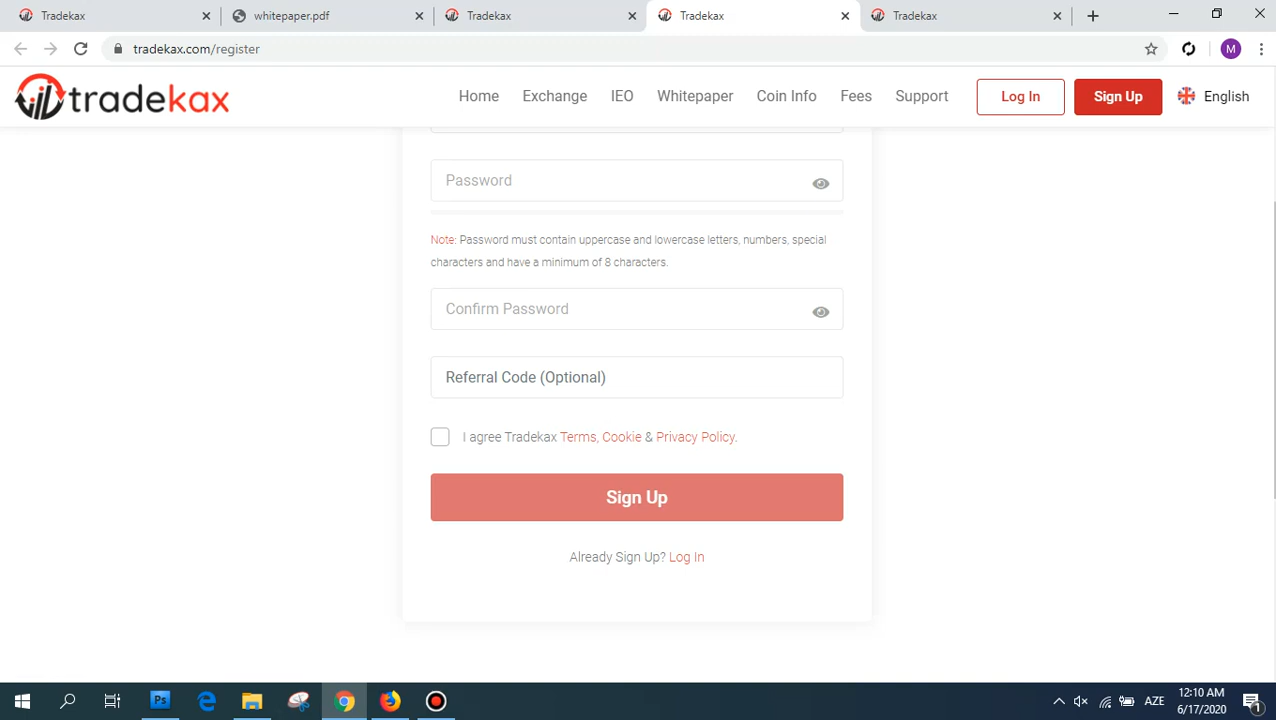 Tradekax
whitepaper.pdf
Tradekax
Tradekax
Tradekax
tradekax.com/register
M
tradekax
Home
Exchange
IEO
Whitepaper
Coin Info
Fees
Support
Log In
Sign Up
English
Password
Note: Password must contain uppercase and lowercase letters, numbers, special
characters and have a minimum of 8 characters.
Confirm Password
Referral Code (Optional)
I agree Tradekax Terms, Cookie & Privacy Policy.
Sign Up
Already Sign Up? Log In
Ps
AZE
12:10 AM
6/17/2020
1